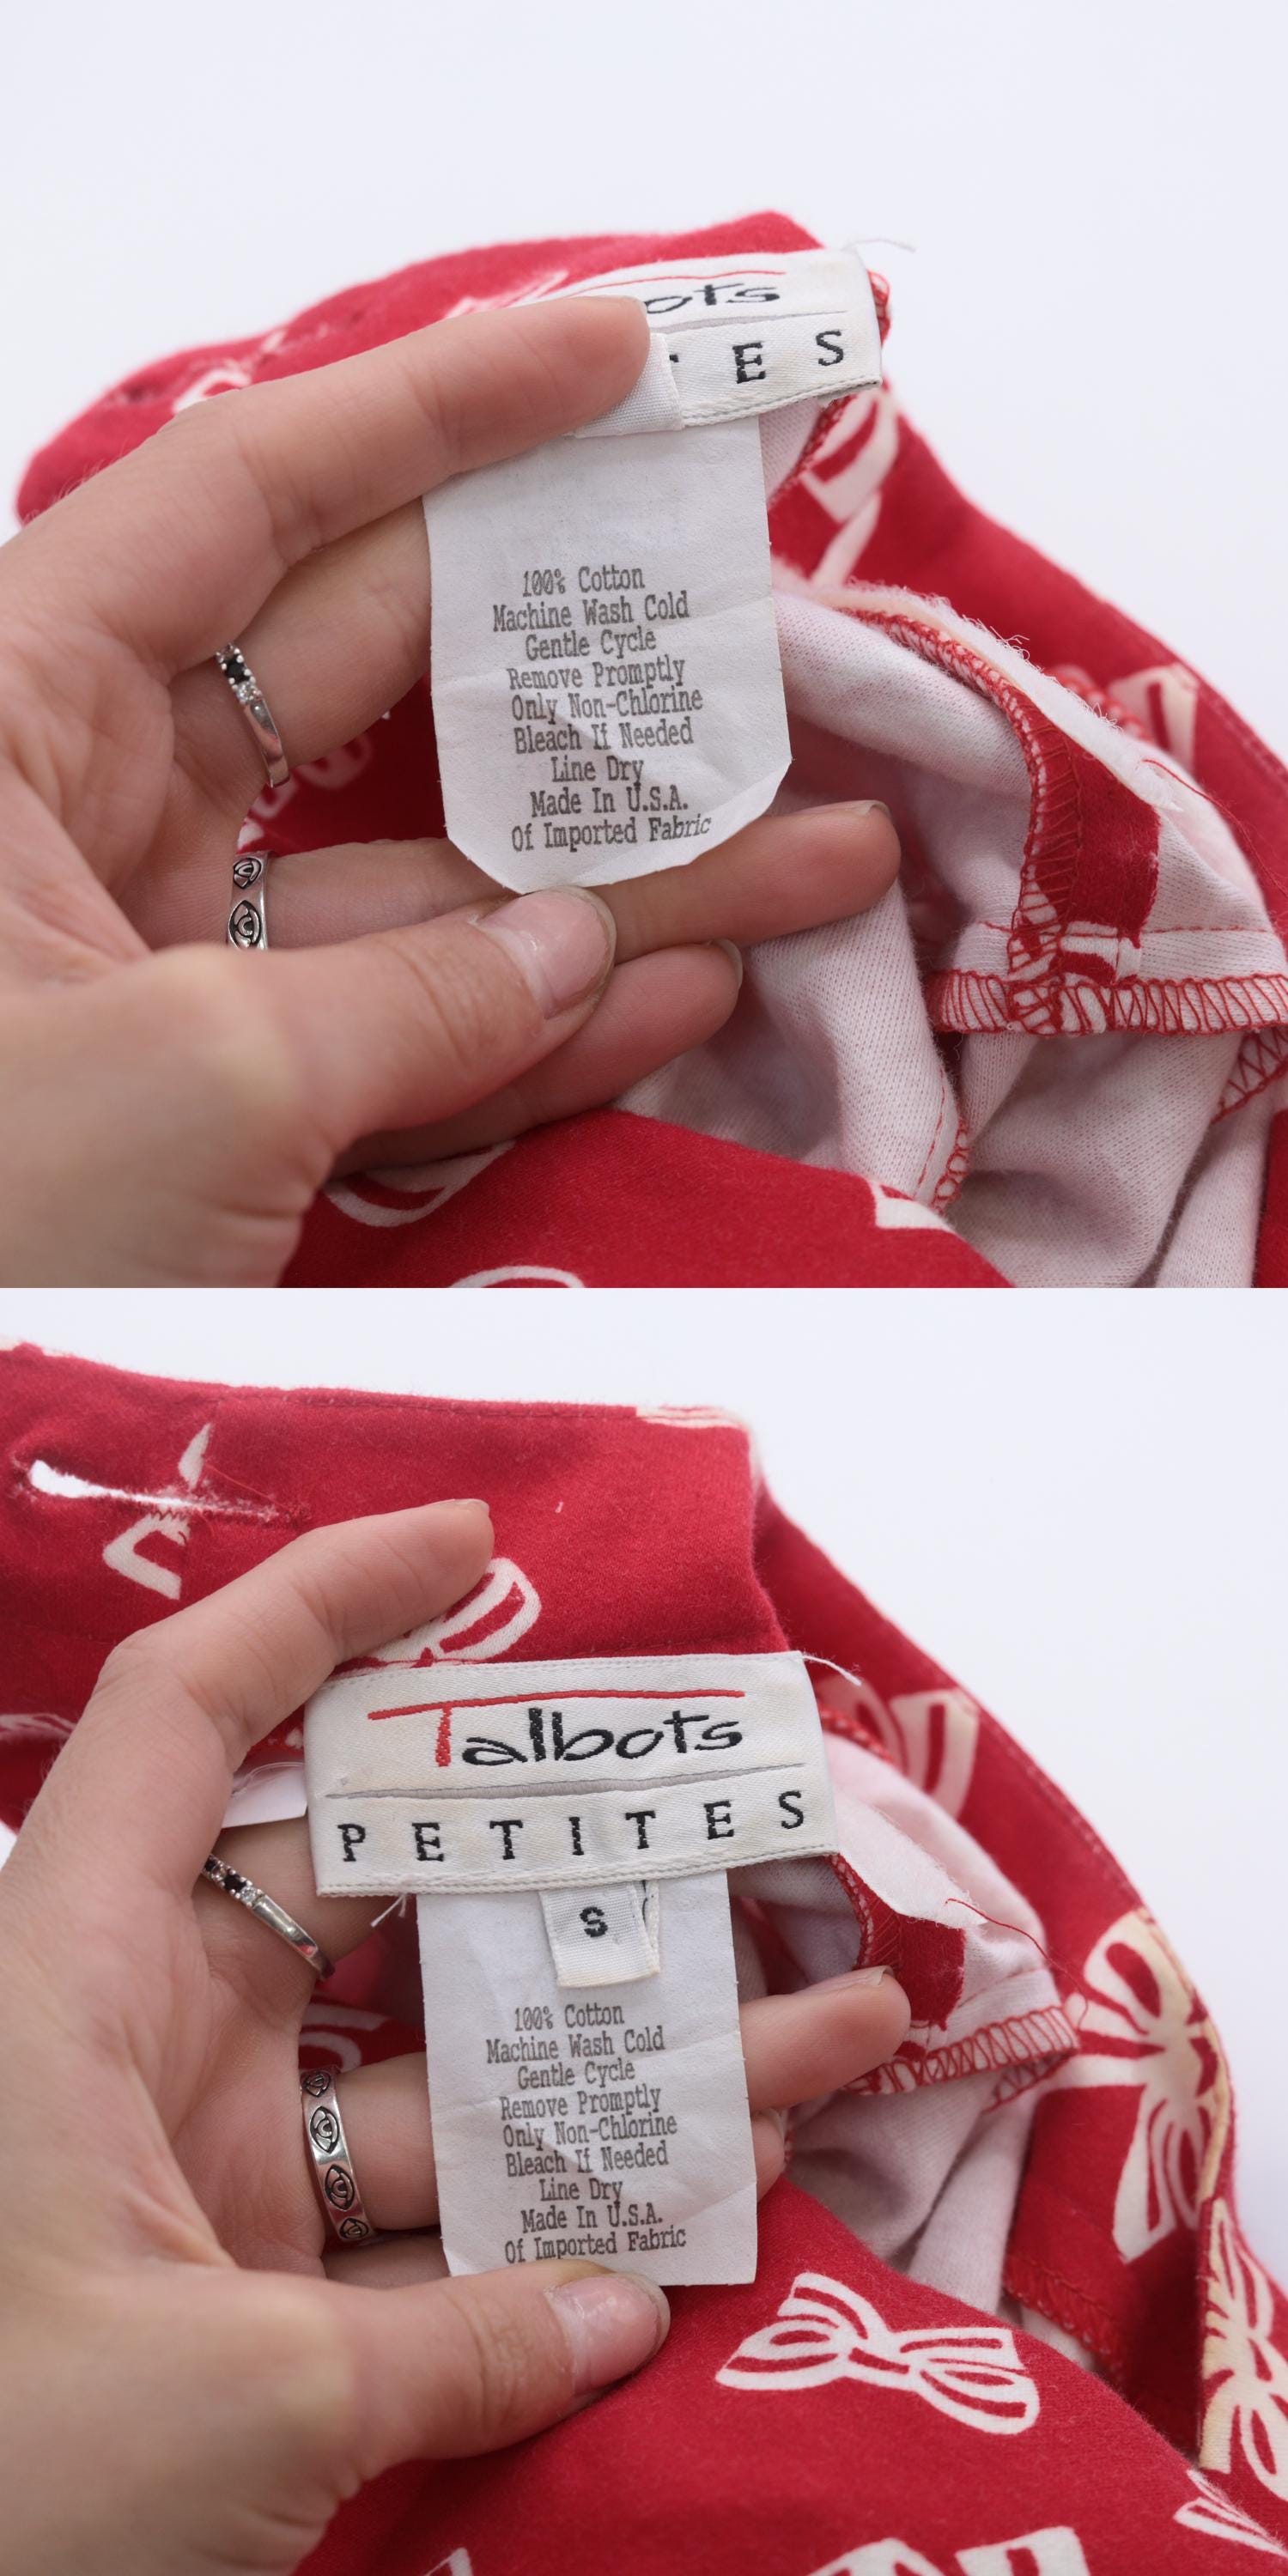 ots
E S
100% Cotton
Machine Wash Cold
Gentle Cycle
Remove Promptly
Only Non-Chlorine
Bleach If Needed
Line Dry
Made In U.S.A.
Of Imported Fabric
Talbots
PETITES
S
100% Cotton
Machine Wash Cold
Gentle Cycle
Remove Promptly
Only Non-Chlorine
Bleach If Needed
Line Dry
Made In U.S.A.
Of Imported Fabric